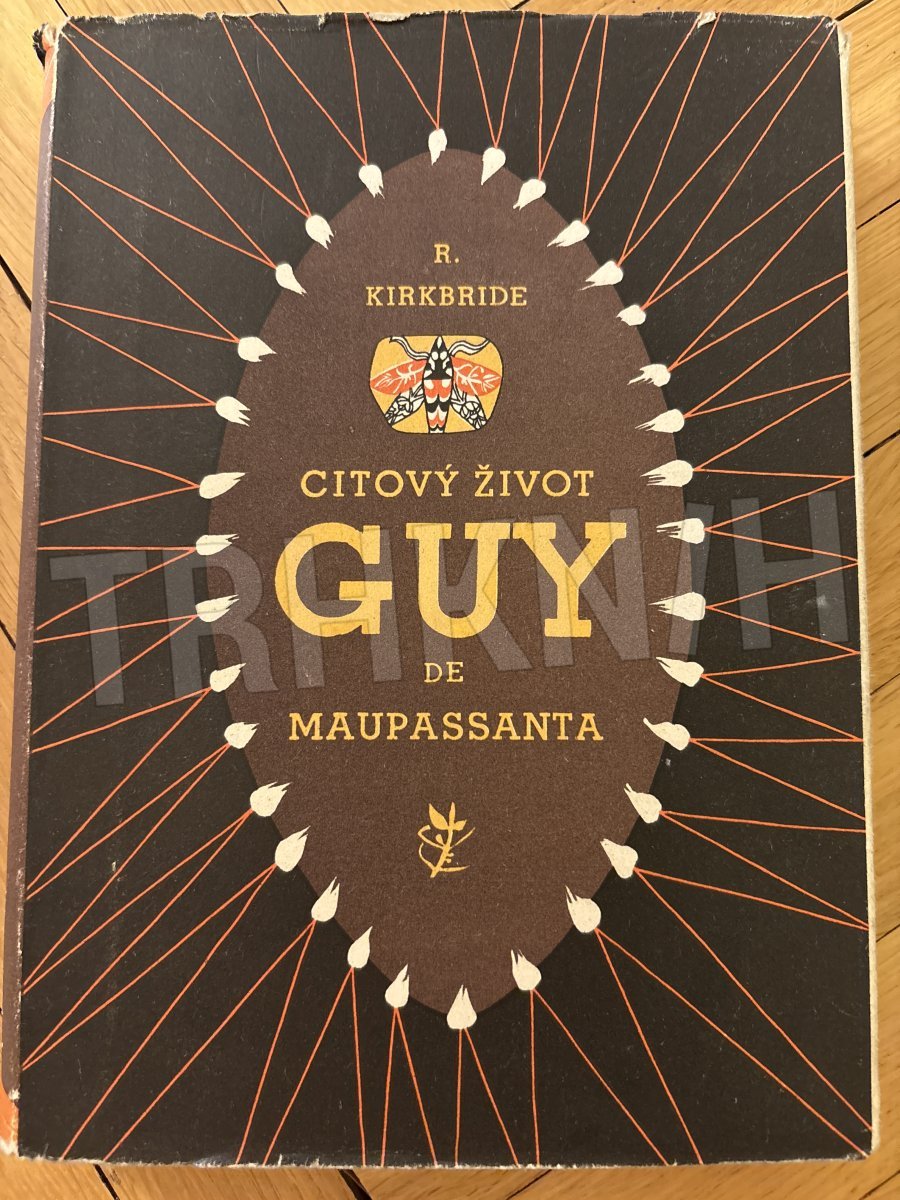 R.
KIRKBRIDE
CITOVÝ ŽIVOT
GUY
DE
MAUPASSANTA
TRHKNIH